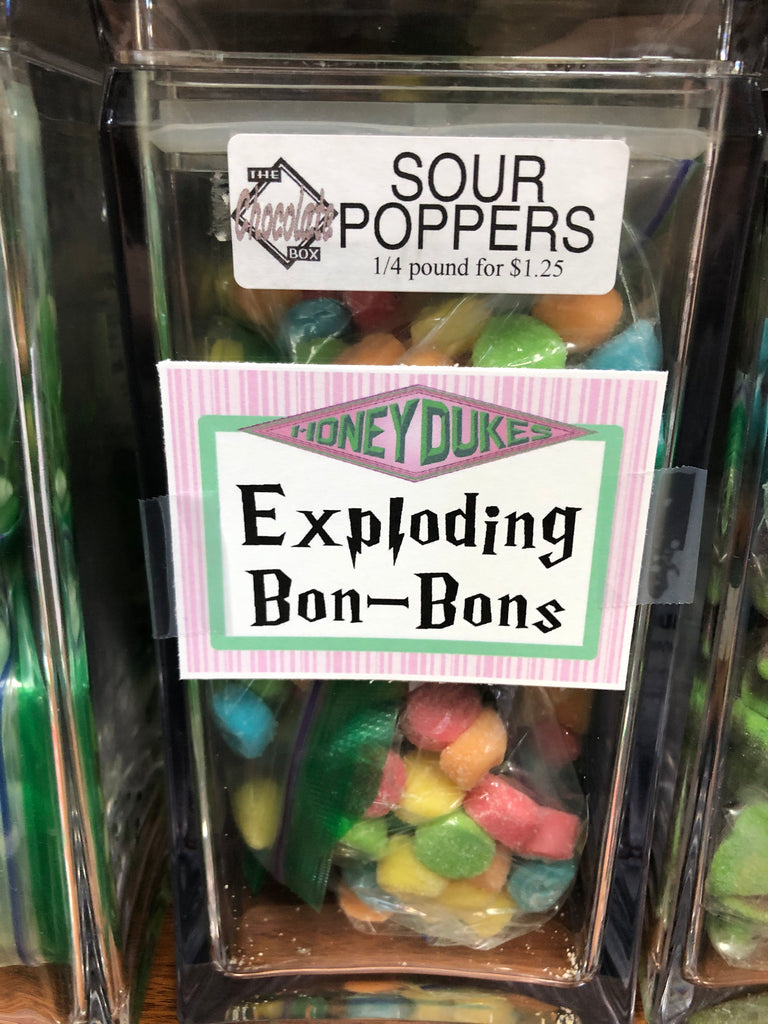 THE
Chocolate
BOX
SOUR
POPPERS
1/4 pound for $1.25
HONEYDUKES
Exploding
Bon-Bons